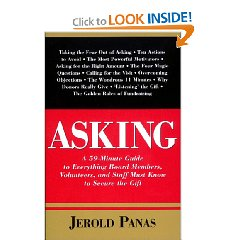 Click to LOOK INSIDE!
Taking the Fear Out of Asking • Ten Actions
to Avoid • The Most Powerful Motivators •
Asking for the Right Amount • The Four Magic
Questions • Calling for the Visit • Overcoming
Objections • The Wondrous 11 Minutes • Why
Donors Really Give • 'Listening' the Gift •
The Golden Rules of Fundraising
ASKING
A 59-Minute Guide
to Everything Board Members,
Volunteers, and Staff Must Know
to Secure the Gift
JEROLD PANAS